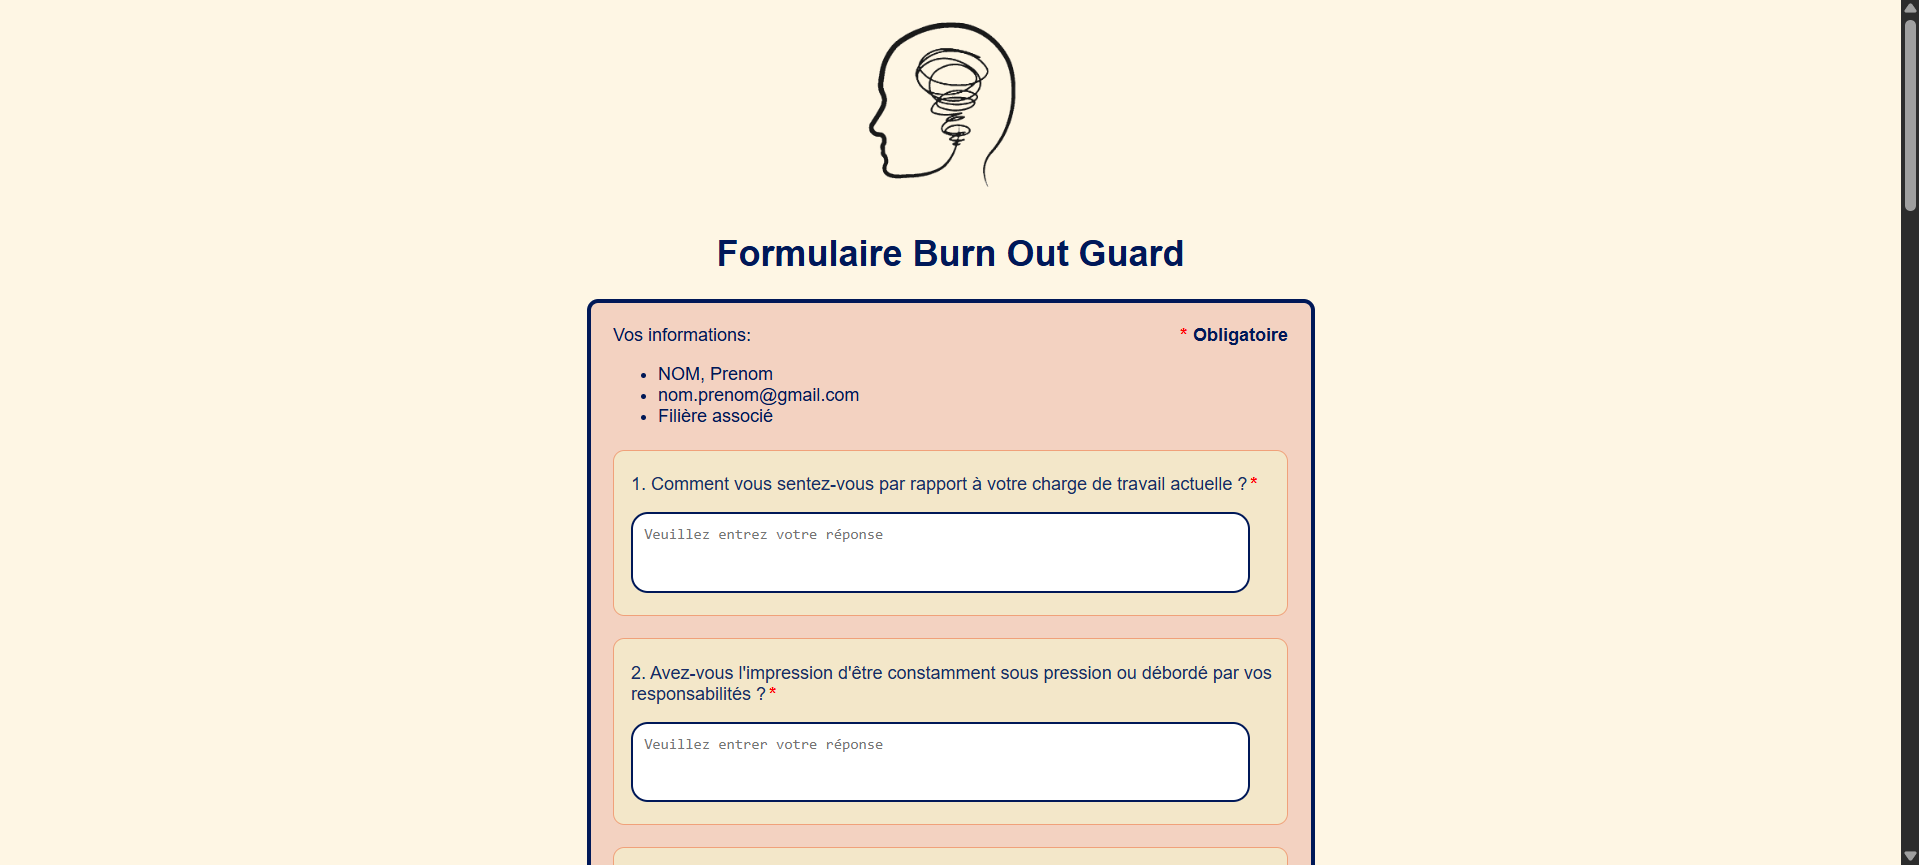 Formulaire Burn Out Guard
Vos informations:
* Obligatoire
• NOM, Prenom
• nom.prenom@gmail.com
• Filière associé
1. Comment vous sentez-vous par rapport à votre charge de travail actuelle ?*
Veuillez entrez votre réponse
2. Avez-vous l'impression d'être constamment sous pression ou débordé par vos
responsabilités ?*
Veuillez entrer votre réponse